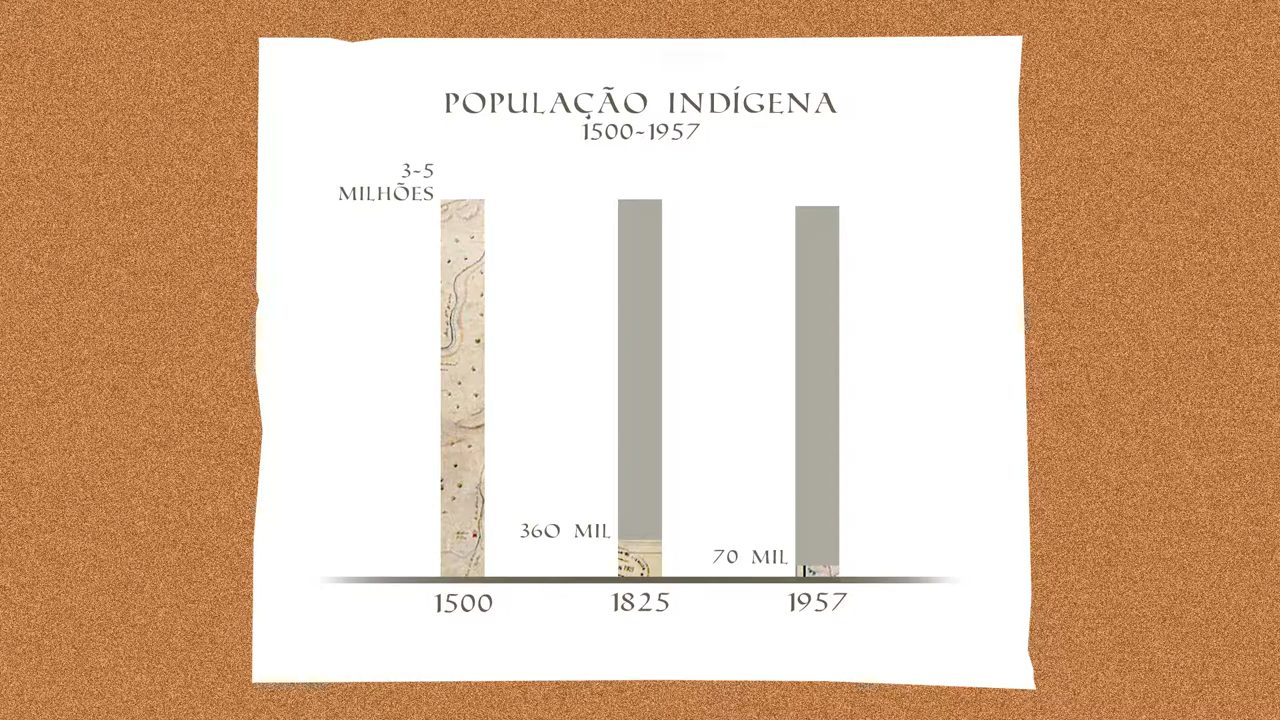 POPULAÇÃO INDÍGENA
1500-1957
3-5
MILHÕES
360 MIL
70 MIL
1500
1825
1957